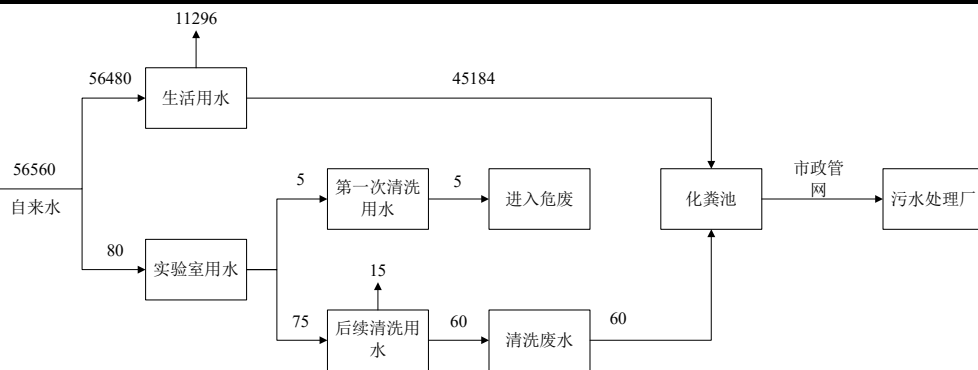 11296
56480
生活用水
45184
56560
自来水
5
第一次清洗
用水
5
进入危废
化粪池
市政管
网
污水处理厂
80
实验室用水
15
75
后续清洗用
水
60
清洗废水
60